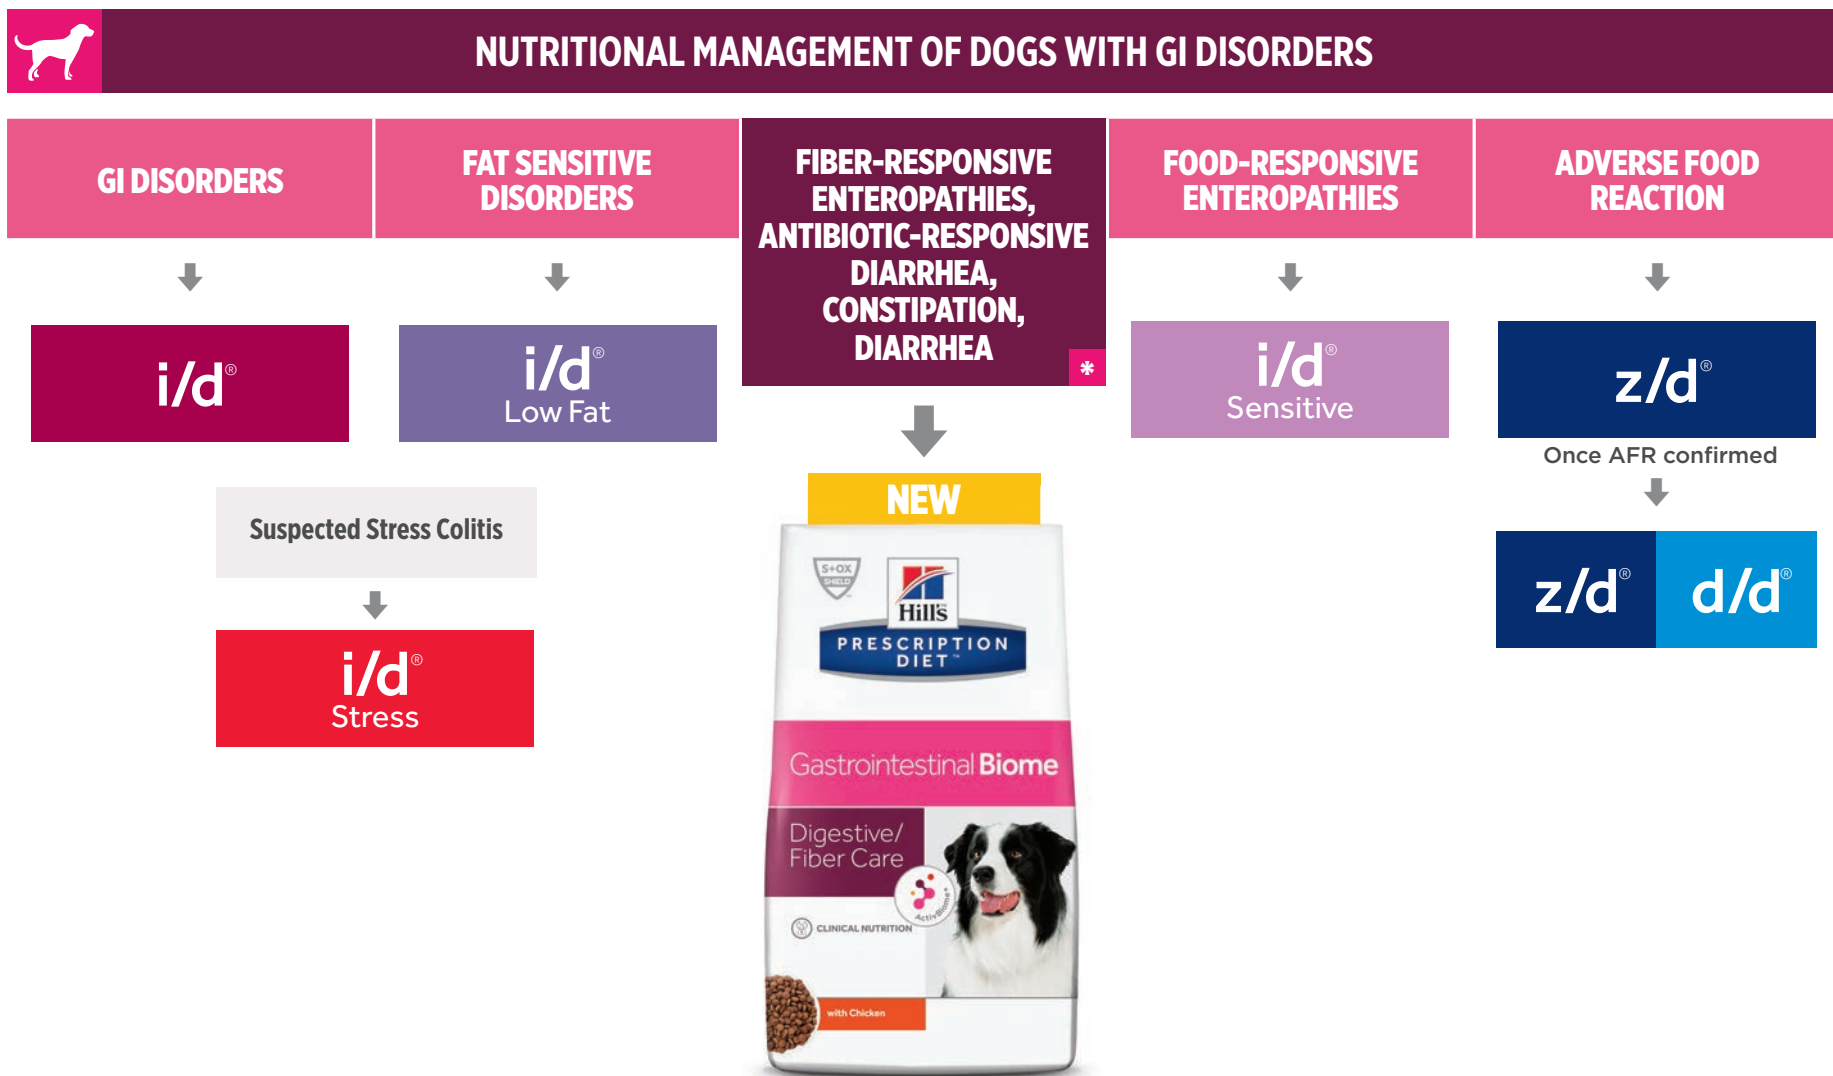 NUTRITIONAL MANAGEMENT OF DOGS WITH GI DISORDERS
GI DISORDERS
i/d®
FAT SENSITIVE
DISORDERS
i/d®
Low Fat
Suspected Stress Colitis
i/d®
Stress
FIBER-RESPONSIVE
ENTEROPATHIES,
ANTIBIOTIC-RESPONSIVE
DIARRHEA,
CONSTIPATION,
DIARRHEA
*
NEW
S+OX
SHIELD
Hill's
PRESCRIPTION
DIET™
Gastrointestinal Biome
Digestive/
Fiber Care
ActivBiome+
CLINICAL NUTRITION
with Chicken
FOOD-RESPONSIVE
ENTEROPATHIES
i/d®
Sensitive
ADVERSE FOOD
REACTION
z/d®
Once AFR confirmed
z/d® d/d®